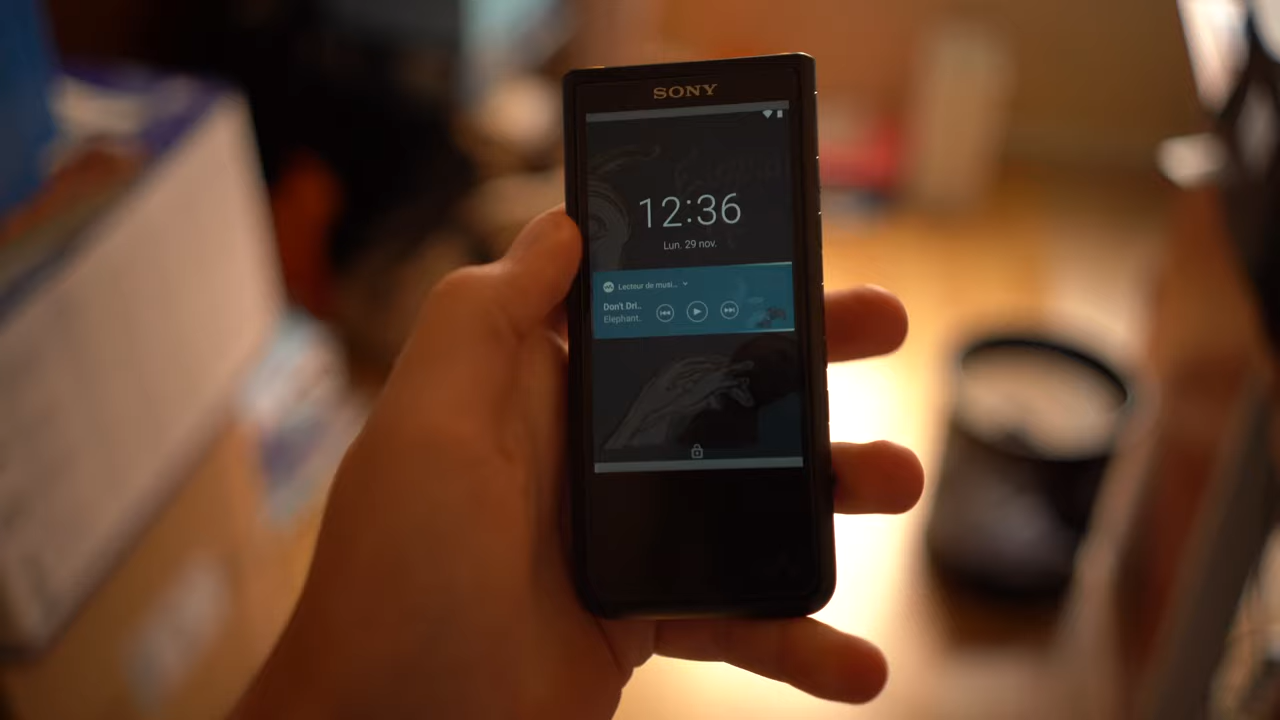 SONY
12:36
Lun. 29 nov.
Lecteur de musi...
Don't Dri..
Elephant..